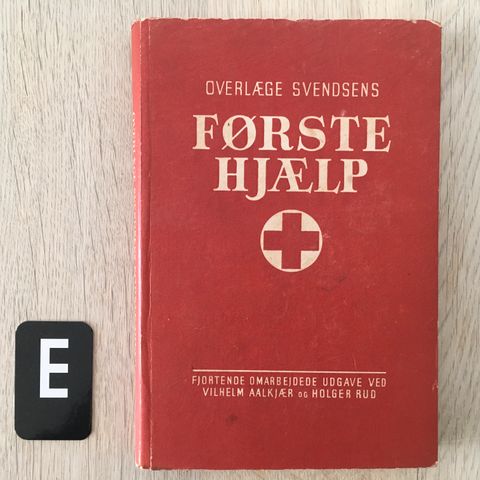 OVERLÆGE SVENDSENS
FØRSTE
HJÆLP
FJORTENDE OMARBEJDEDE UDGAVE VED
VILHELM AALKJÆR OG HOLGER RUD
E